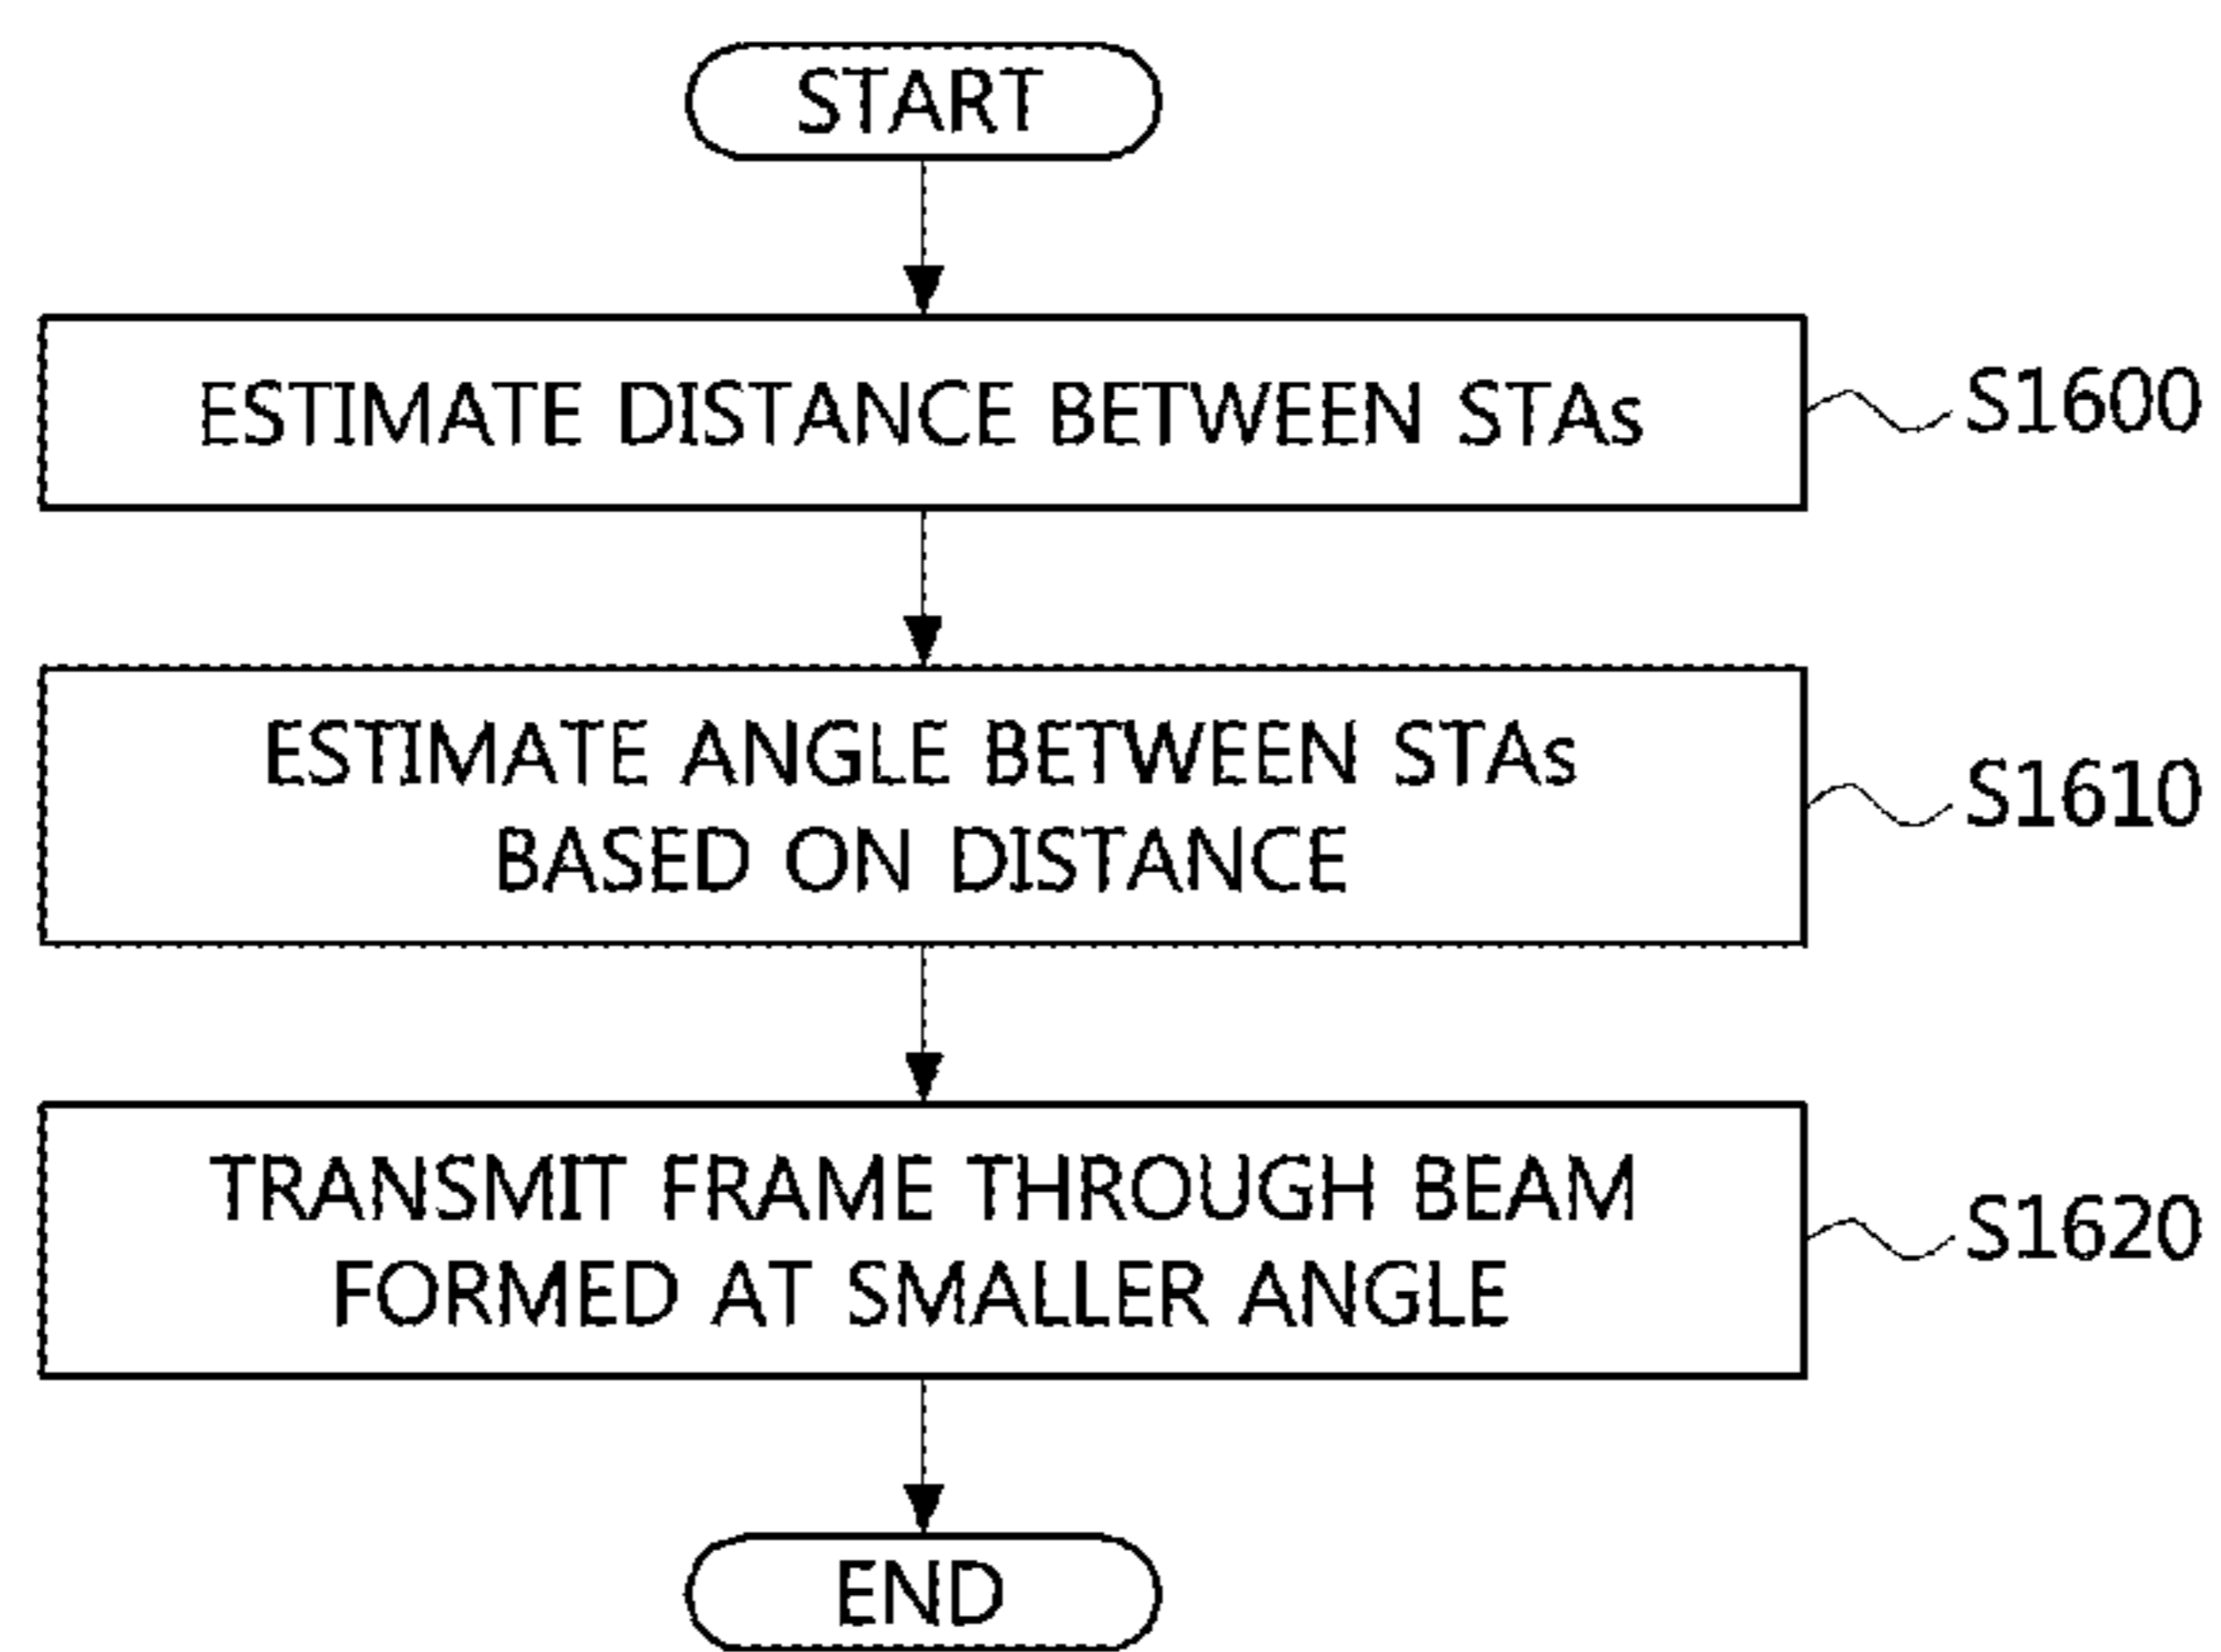 START
ESTIMATE DISTANCE BETWEEN STAs
S1600
ESTIMATE ANGLE BETWEEN STAs
BASED ON DISTANCE
S1610
TRANSMIT FRAME THROUGH BEAM
FORMED AT SMALLER ANGLE
S1620
END